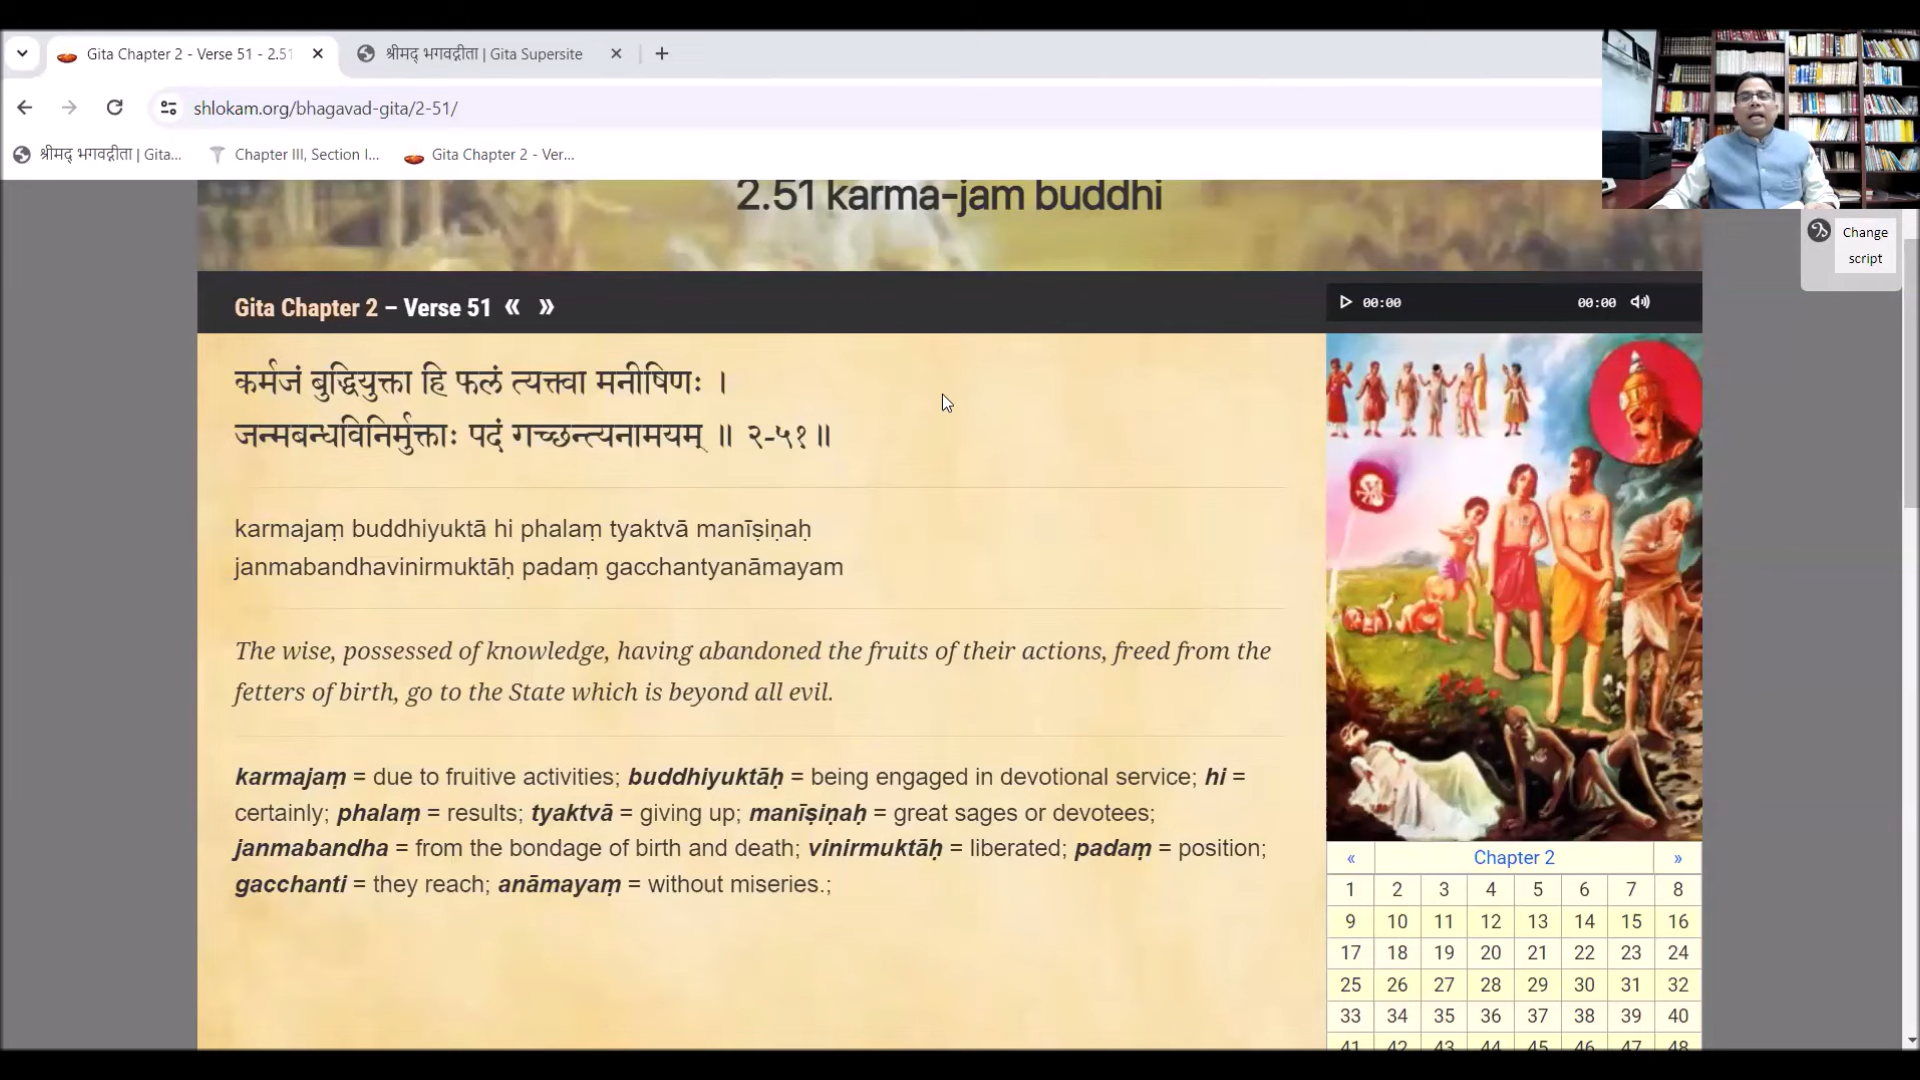 Gita Chapter 2 - Verse 51 - 2.51
श्रीमद् भगवद्गीता | Gita Supersite
shlokam.org/bhagavad-gita/2-51/
श्रीमद् भगवद्गीता | Gita...
Chapter III, Section I...
Gita Chapter 2 - Ver...
2.51 karma-jam buddhi
Change
script
Gita Chapter 2 – Verse 51 « »
00:00 00:00
कर्मजं बुद्धियुक्ता हि फलं त्यक्त्वा मनीषिणः ।
जन्मबन्धविनिर्मुक्ताः पदं गच्छन्त्यनामयम् ॥ २-५१॥
karmajaṃ buddhiyuktā hi phalaṃ tyaktvā manīṣiṇaḥ
janmabandhavinirmuktāḥ padaṃ gacchantyanāmayam
The wise, possessed of knowledge, having abandoned the fruits of their actions, freed from the
fetters of birth, go to the State which is beyond all evil.
karmajaṃ = due to fruitive activities; buddhiyuktāḥ = being engaged in devotional service; hi =
certainly; phalaṃ = results; tyaktvā = giving up; manīṣiṇaḥ = great sages or devotees;
janmabandha = from the bondage of birth and death; vinirmuktāḥ = liberated; padaṃ = position;
gacchanti = they reach; anāmayaṃ = without miseries.;
« Chapter 2 »
1 2 3 4 5 6 7 8
9 10 11 12 13 14 15 16
17 18 19 20 21 22 23 24
25 26 27 28 29 30 31 32
33 34 35 36 37 38 39 40
41 42 43 44 45 46 47 48